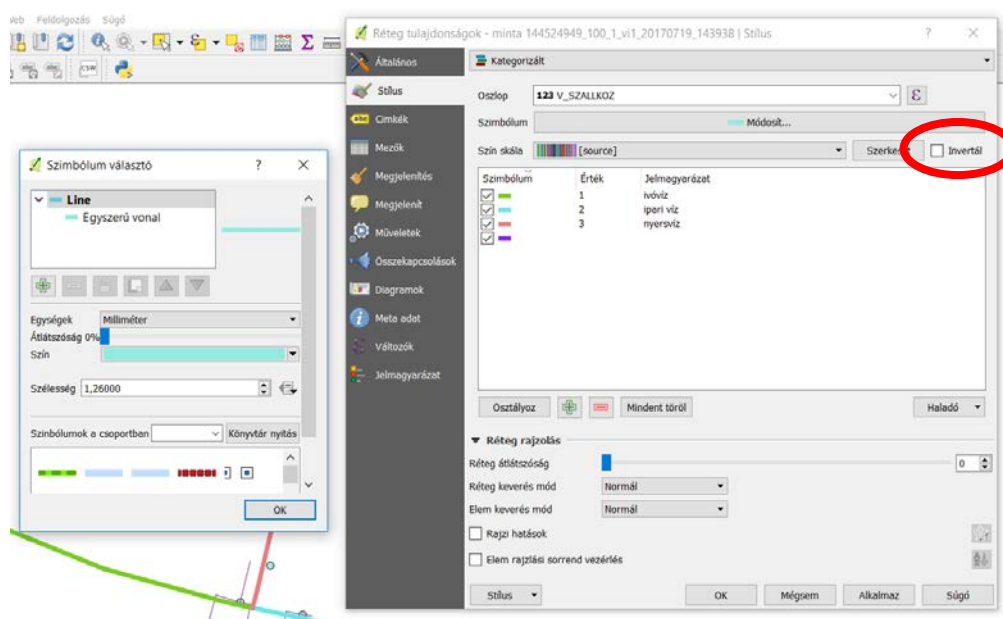 Web Feldolgozás Súgó
CSW
Réteg tulajdonságok - minta 144524949_100_1_vi1_20170719_143938 | Stílus
?
Általános
Stílus
Címkék
Mezők
Megjelenítés
Megjelenít
Műveletek
Összekapcsolások
Diagramok
Meta adat
Változók
Jelmagyarázat
Kategorizált
Oszlop 123 V_SZALLKOZ
ε
Szimbólum Módosít...
Szín skála [source] Invertál
Szimbólum Érték Jelmagyarázat
1 ivóvíz
2 ipari víz
3 nyersvíz
Osztályoz Mindent töröl Haladó
Réteg rajzolás
Réteg átlátszóság 0
Réteg keverés mód Normál
Elem keverés mód Normál
Rajzi hatások
Elem rajzlási sorrend vezérlés
Stílus OK Mégsem Alkalmaz Súgó
Szimbólum választó ?
Line
Egyszerű vonal
Egységek Milliméter
Átlátszóság 0%
Szín
Szélesség 1,26000
Szinbólumok a csoportban Könyvtár nyitás
OK